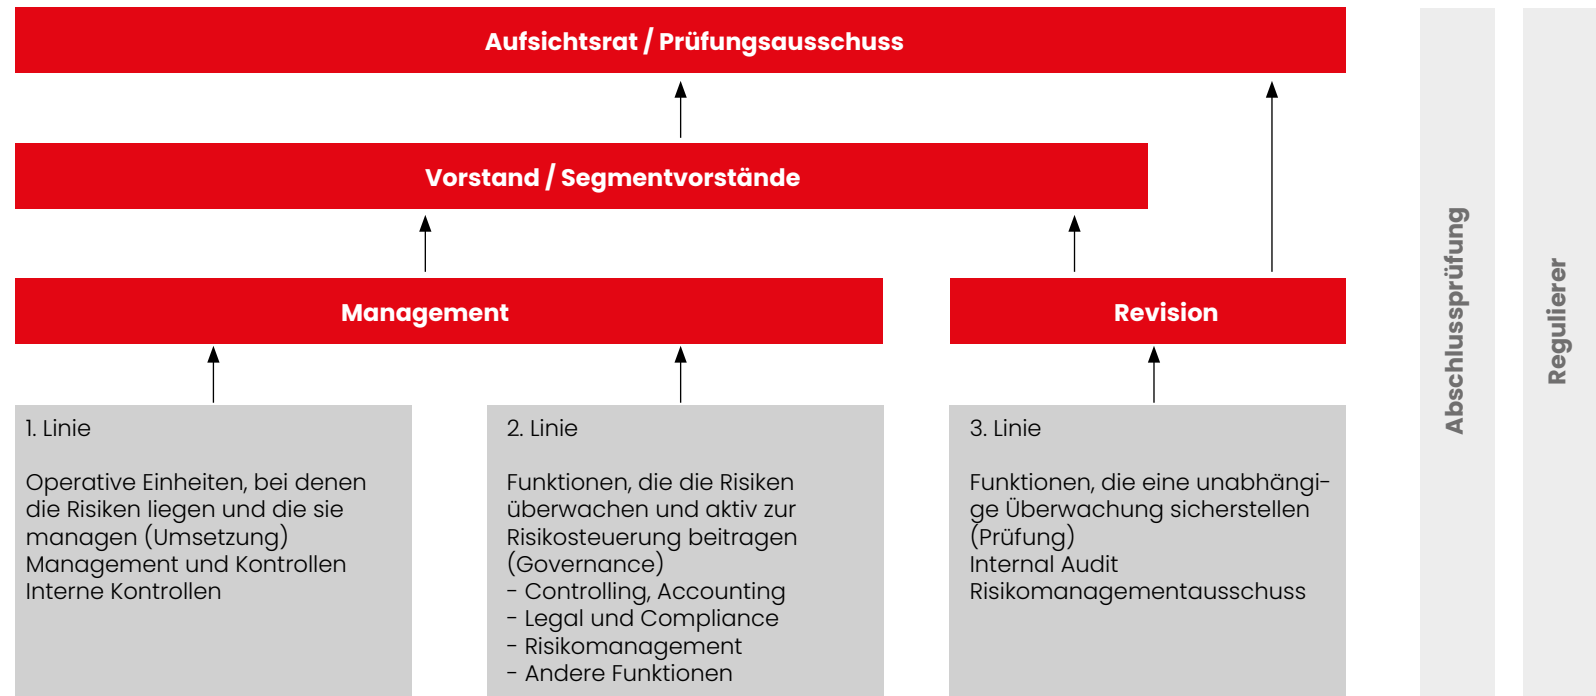 Aufsichtsrat / Prüfungsausschuss
Vorstand / Segmentvorstände
Management
Revision
1. Linie
Operative Einheiten, bei denen
die Risiken liegen und die sie
managen (Umsetzung)
Management und Kontrollen
Interne Kontrollen
2. Linie
Funktionen, die die Risiken
überwachen und aktiv zur
Risikosteuerung beitragen
(Governance)
- Controlling, Accounting
- Legal und Compliance
- Risikomanagement
- Andere Funktionen
3. Linie
Funktionen, die eine unabhängi-
ge Überwachung sicherstellen
(Prüfung)
Internal Audit
Risikomanagementausschuss
Abschlussprüfung
Regulierer